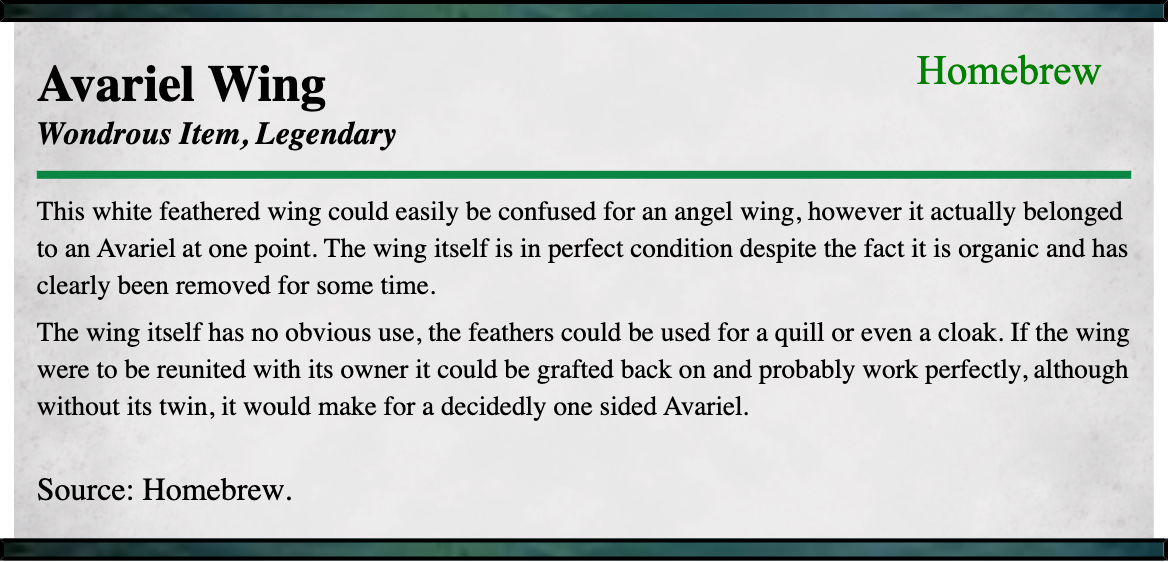 Homebrew
Avariel Wing
Wondrous Item, Legendary
This white feathered wing could easily be confused for an angel wing, however it actually belonged
to an Avariel at one point. The wing itself is in perfect condition despite the fact it is organic and has
clearly been removed for some time.
The wing itself has no obvious use, the feathers could be used for a quill or even a cloak. If the wing
were to be reunited with its owner it could be grafted back on and probably work perfectly, although
without its twin, it would make for a decidedly one sided Avariel.
Source: Homebrew.